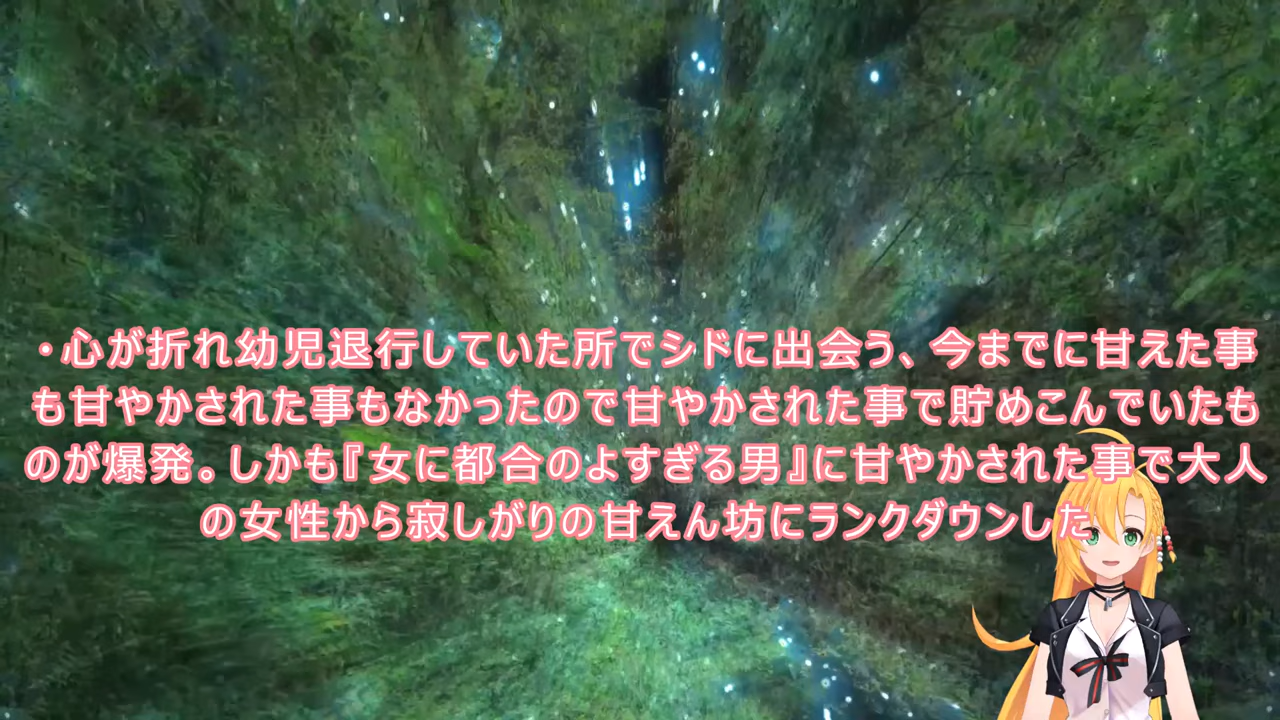 ・心が折れ幼児退行していた所でシドに出会う、今までに甘えた事
も甘やかされた事もなかったので甘やかされた事で貯めこんでいたも
のが爆発。しかも『女に都合のよすぎる男』に甘やかされた事で大人
の女性から寂しがりの甘えん坊にランクダウンした